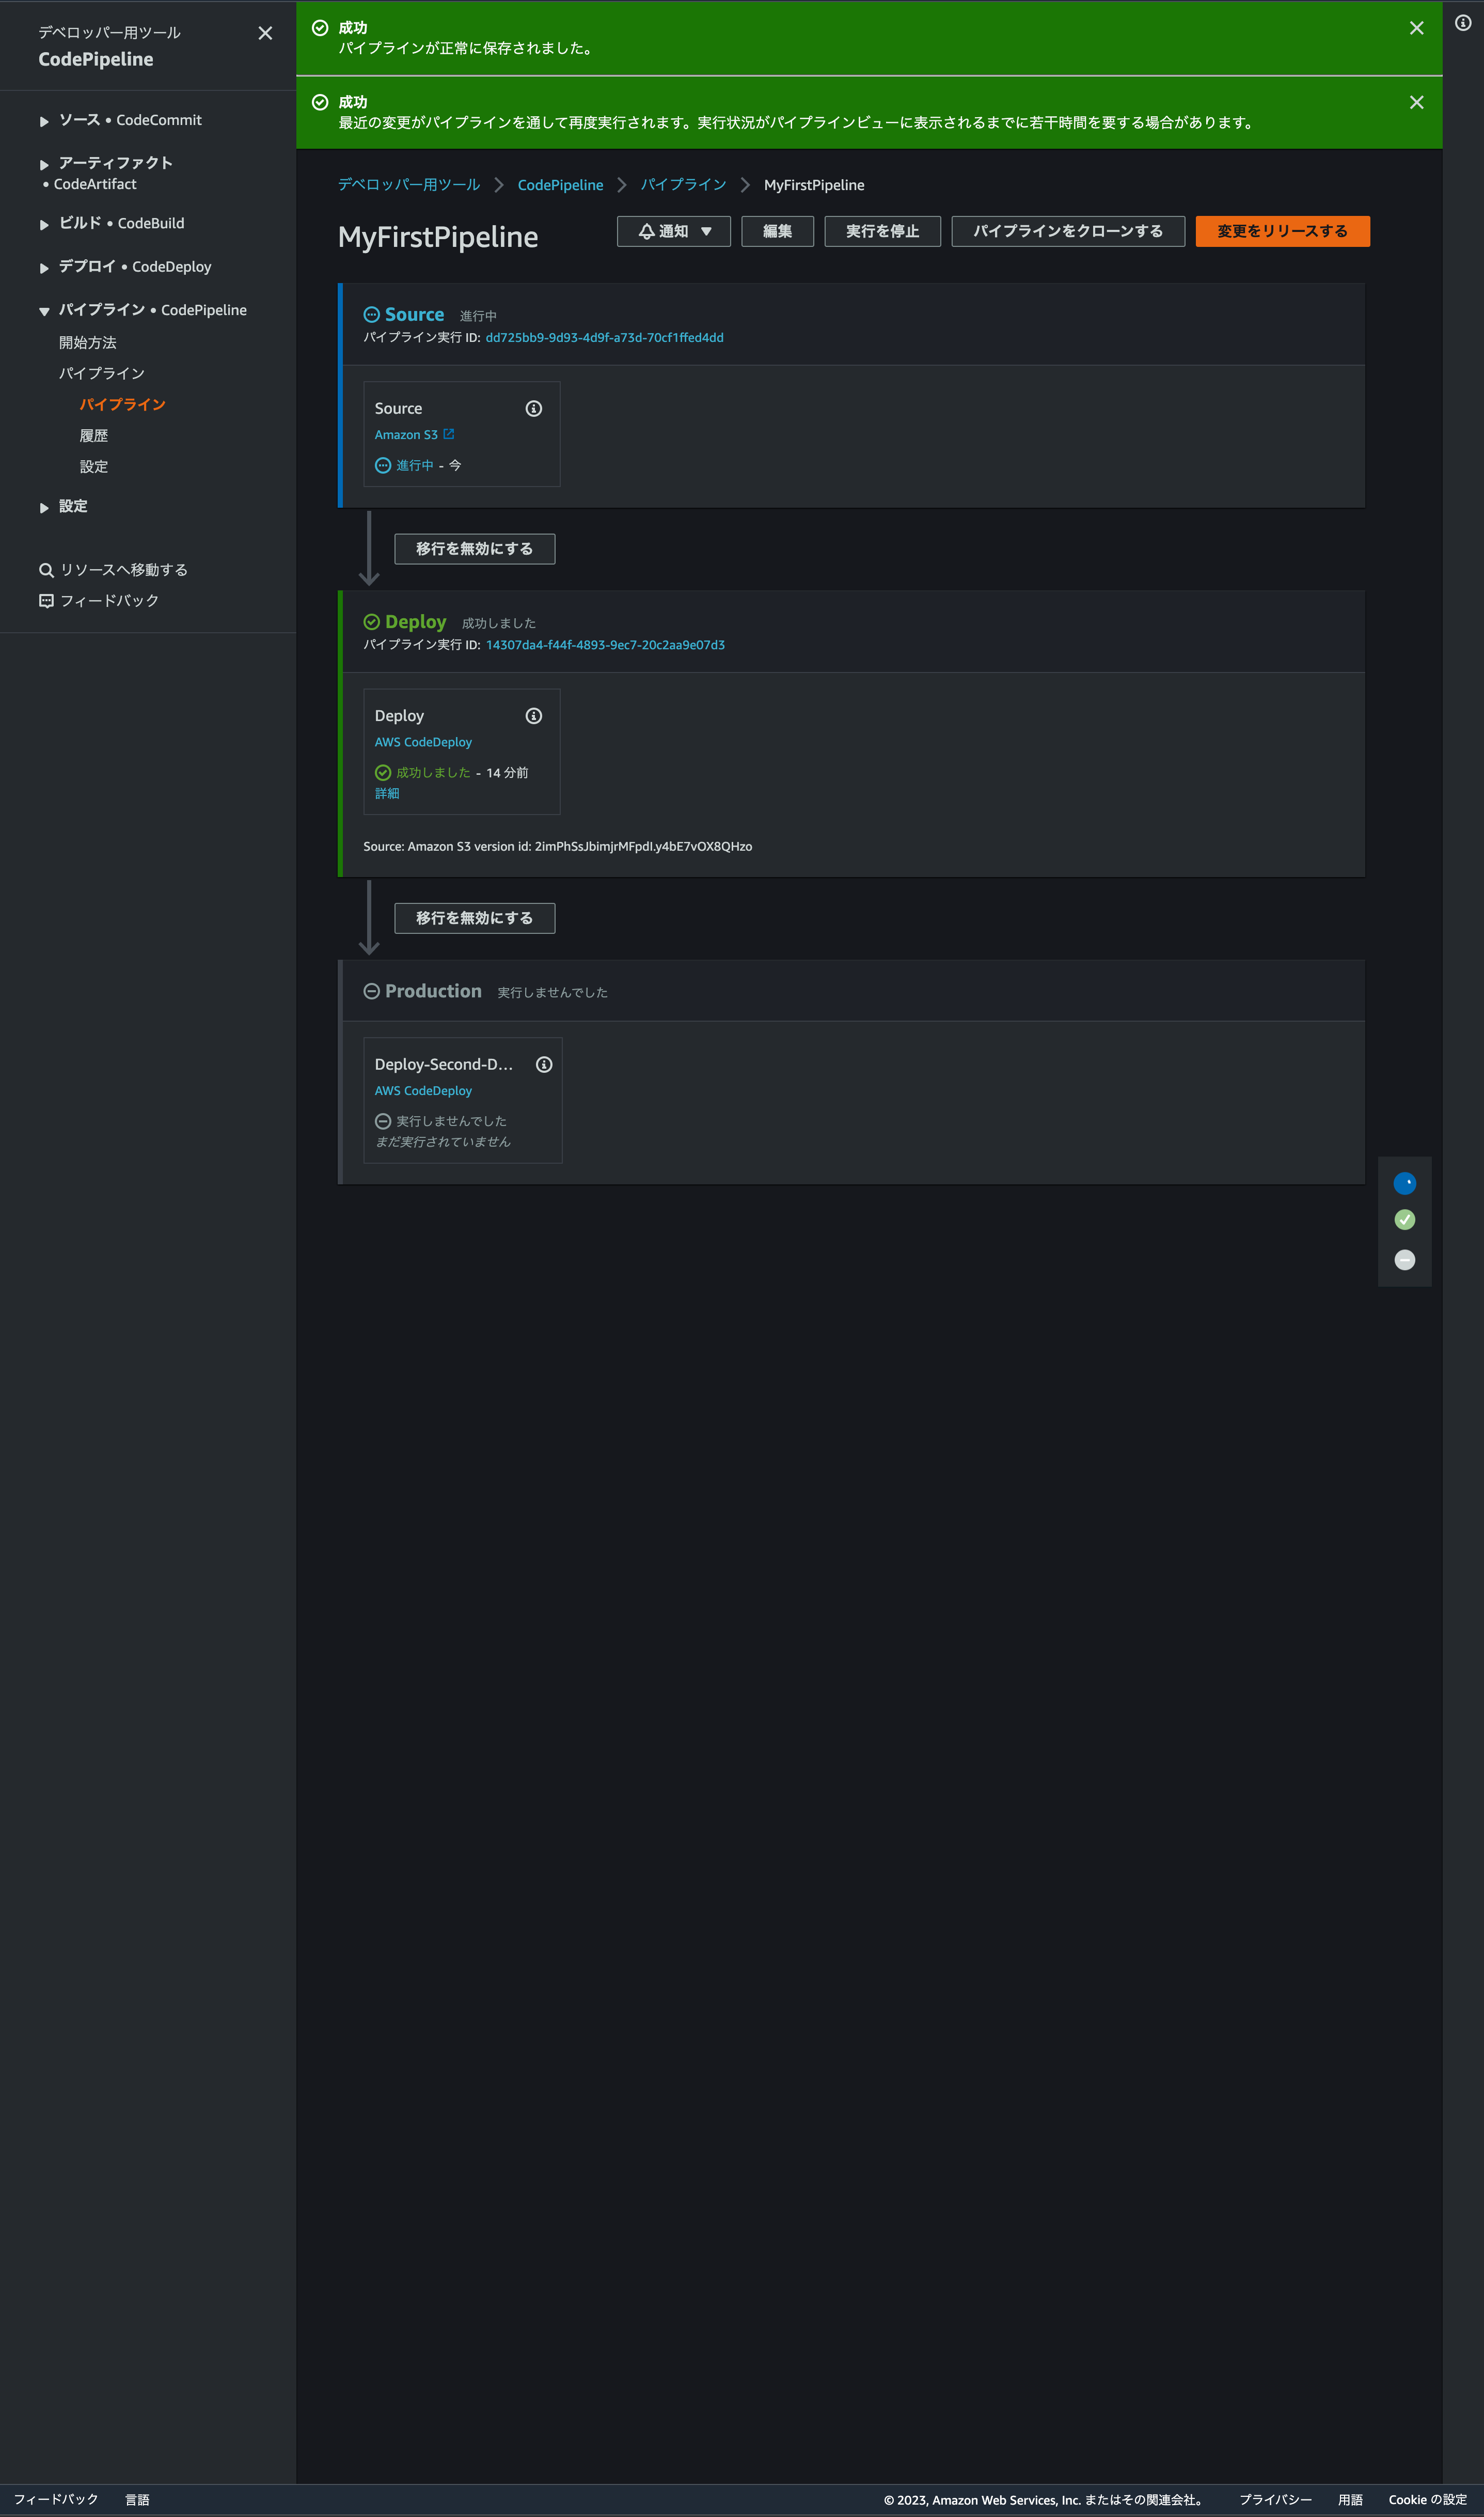 デベロッパー用ツール
CodePipeline
ソース • CodeCommit
アーティファクト
• CodeArtifact
ビルド • CodeBuild
デプロイ • CodeDeploy
パイプライン • CodePipeline
開始方法
パイプライン
パイプライン
履歴
設定
設定
リソースへ移動する
フィードバック
成功
パイプラインが正常に保存されました。
成功
最近の変更がパイプラインを通して再度実行されます。実行状況がパイプラインビューに表示されるまでに若干時間を要する場合があります。
デベロッパー用ツール CodePipeline パイプライン MyFirstPipeline
MyFirstPipeline 通知 編集 実行を停止 パイプラインをクローンする 変更をリリースする
Source 進行中
パイプライン実行 ID: dd725bb9-9d93-4d9f-a73d-70cf1ffed4dd
Source
Amazon S3
進行中 - 今
移行を無効にする
Deploy 成功しました
パイプライン実行 ID: 14307da4-f44f-4893-9ec7-20c2aa9e07d3
Deploy
AWS CodeDeploy
成功しました - 14 分前
詳細
Source: Amazon S3 version id: 2imPhSsJbimjrMFpdI.y4bE7vOX8QHzo
移行を無効にする
Production 実行しませんでした
Deploy-Second-D...
AWS CodeDeploy
実行しませんでした
まだ実行されていません
フィードバック 言語 © 2023, Amazon Web Services, Inc. またはその関連会社。 プライバシー 用語 Cookie の設定